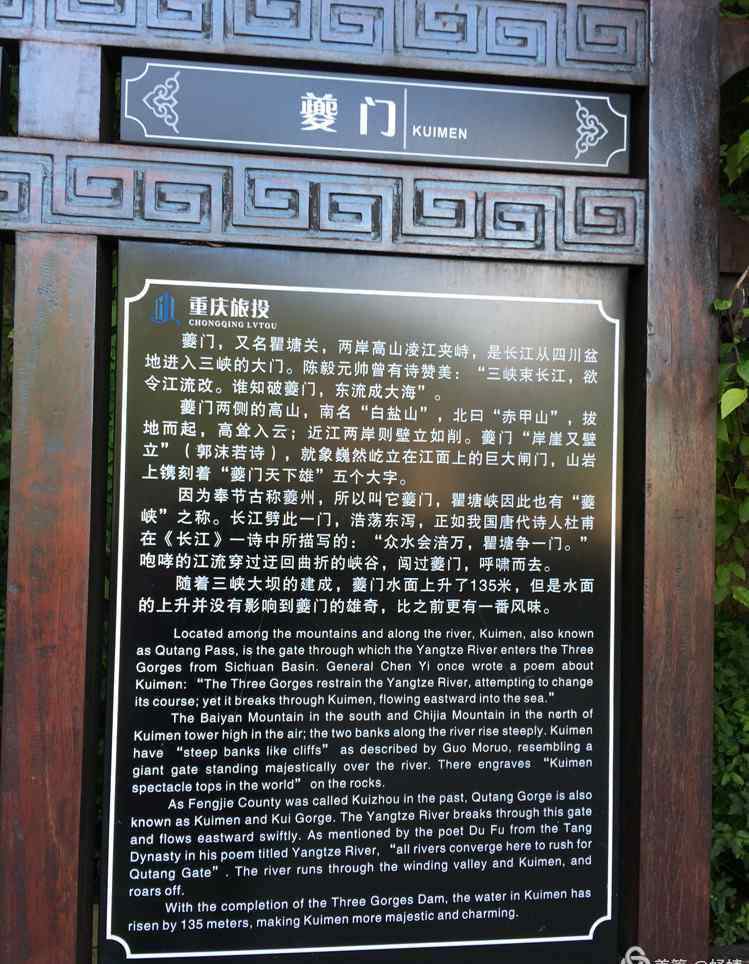 夔门
KUIMEN
重庆旅投
CHONGQING LVTOU
夔门，又名瞿塘关，两岸高山凌江夹峙，是长江从四川盆
地进入三峡的大门。陈毅元帅曾有诗赞美：“三峡束长江，欲
令江流改。谁知破夔门，东流成大海”。
夔门两侧的高山，南名“白盐山”，北曰“赤甲山”，拔
地而起，高耸入云；近江两岸则壁立如削。夔门“岸崖又壁
立”（郭沫若诗），就象巍然屹立在江面上的巨大闸门，山岩
上镌刻着“夔门天下雄”五个大字。
因为奉节古称夔州，所以叫它夔门，瞿塘峡因此也有“夔
峡”之称。长江劈此一门，浩荡东泻，正如我国唐代诗人杜甫
在《长江》一诗中所描写的：“众水会涪万，瞿塘争一门。”
咆哮的江流穿过迂回曲折的峡谷，闯过夔门，呼啸而去。
随着三峡大坝的建成，夔门水面上升了135米，但是水面
的上升并没有影响到夔门的雄奇，比之前更有一番风味。
Located among the mountains and along the river, Kuimen, also known
as Qutang Pass, is the gate through which the Yangtze River enters the Three
Gorges from Sichuan Basin. General Chen Yi once wrote a poem about
Kuimen: “The Three Gorges restrain the Yangtze River, attempting to change
its course; yet it breaks through Kuimen, flowing eastward into the sea.”
The Baiyan Mountain in the south and Chijia Mountain in the north of
Kuimen tower high in the air; the two banks along the river rise steeply. Kuimen
have “steep banks like cliffs” as described by Guo Moruo, resembling a
giant gate standing majestically over the river. There engraves “Kuimen
spectacle tops in the world” on the rocks.
As Fengjie County was called Kuizhou in the past, Qutang Gorge is also
known as Kuimen and Kui Gorge. The Yangtze River breaks through this gate
and flows eastward swiftly. As mentioned by the poet Du Fu from the Tang
Dynasty in his poem titled Yangtze River, “all rivers converge here to rush for
Qutang Gate”. The river runs through the winding valley and Kuimen, and
roars off.
With the completion of the Three Gorges Dam, the water in Kuimen has
risen by 135 meters, making Kuimen more majestic and charming.